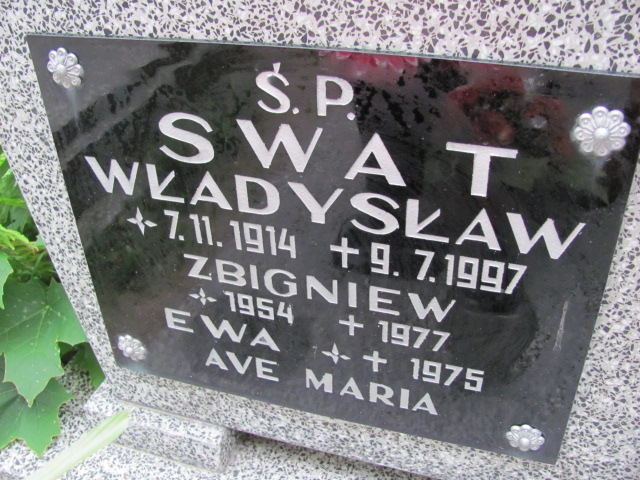 Ś.P.
SWAT
WŁADYSŁAW
7.11.1914 +9.7.1997
ZBIGNIEW
1954 +1977
EWA + 1975
AVE MARIA